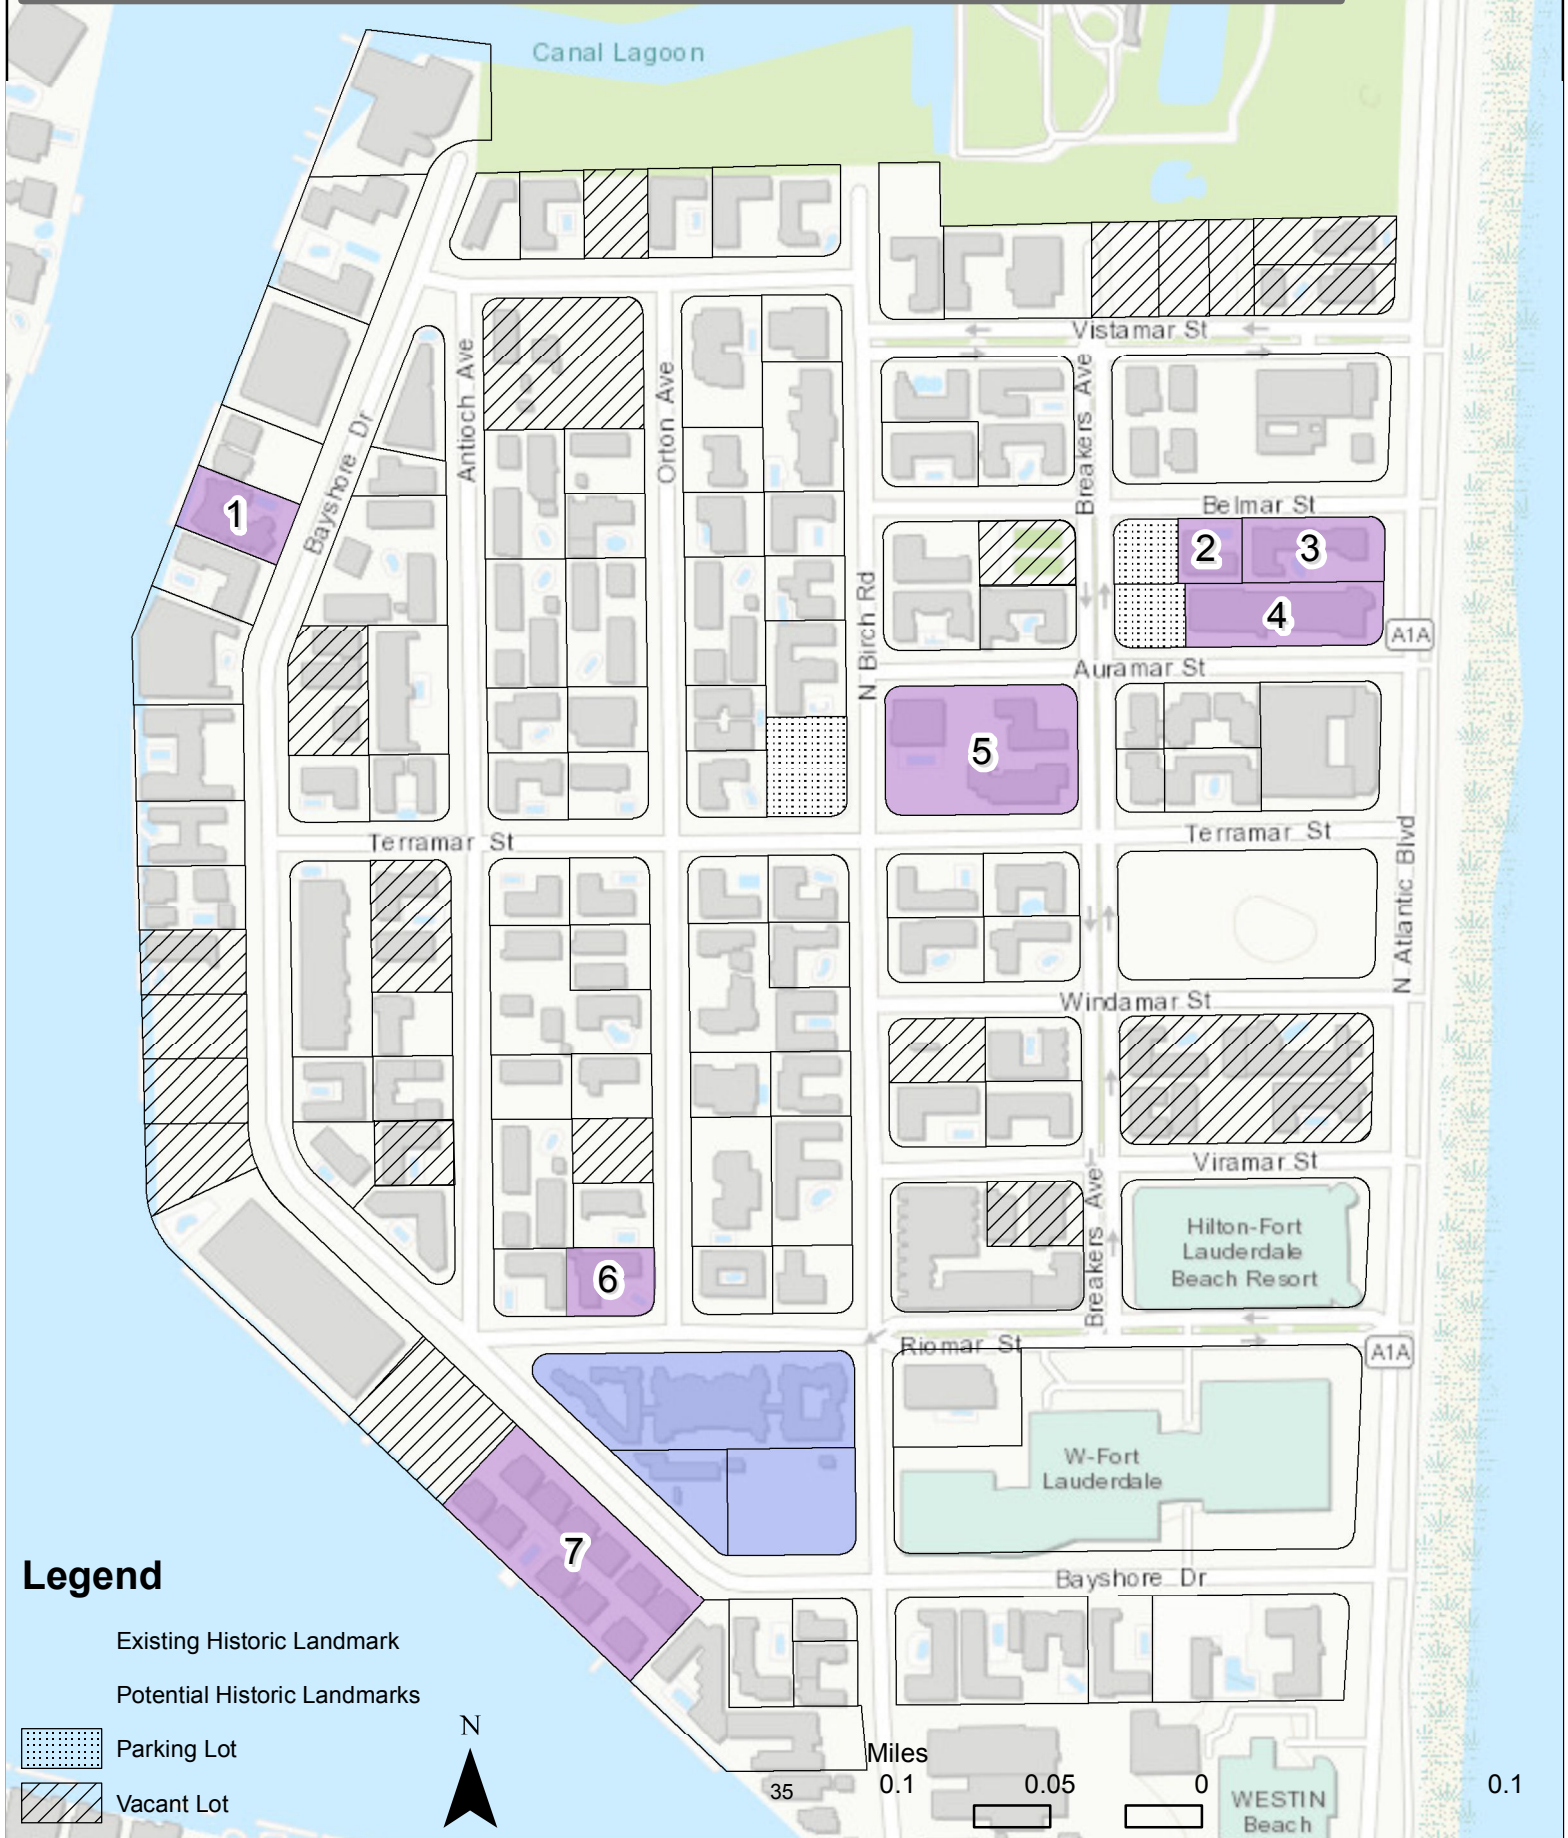 Canal Lagoon
Vistamar St
Antioch Ave
Orton Ave
Breakers Ave
Bayshore Dr
Belmar St
1
2
3
4
N Birch Rd
A1A
Auramar St
5
Terramar St
Terramar St
N Atlantic Blvd
Windamar St
Viramar St
Breakers Ave
Hilton-Fort
Lauderdale
Beach Resort
6
Riomar St
A1A
W-Fort
Lauderdale
7
Bayshore Dr
Legend
Existing Historic Landmark
Potential Historic Landmarks
Parking Lot
Vacant Lot
N
Miles
35
0.1
0.05
0
0.1
WESTIN
Beach